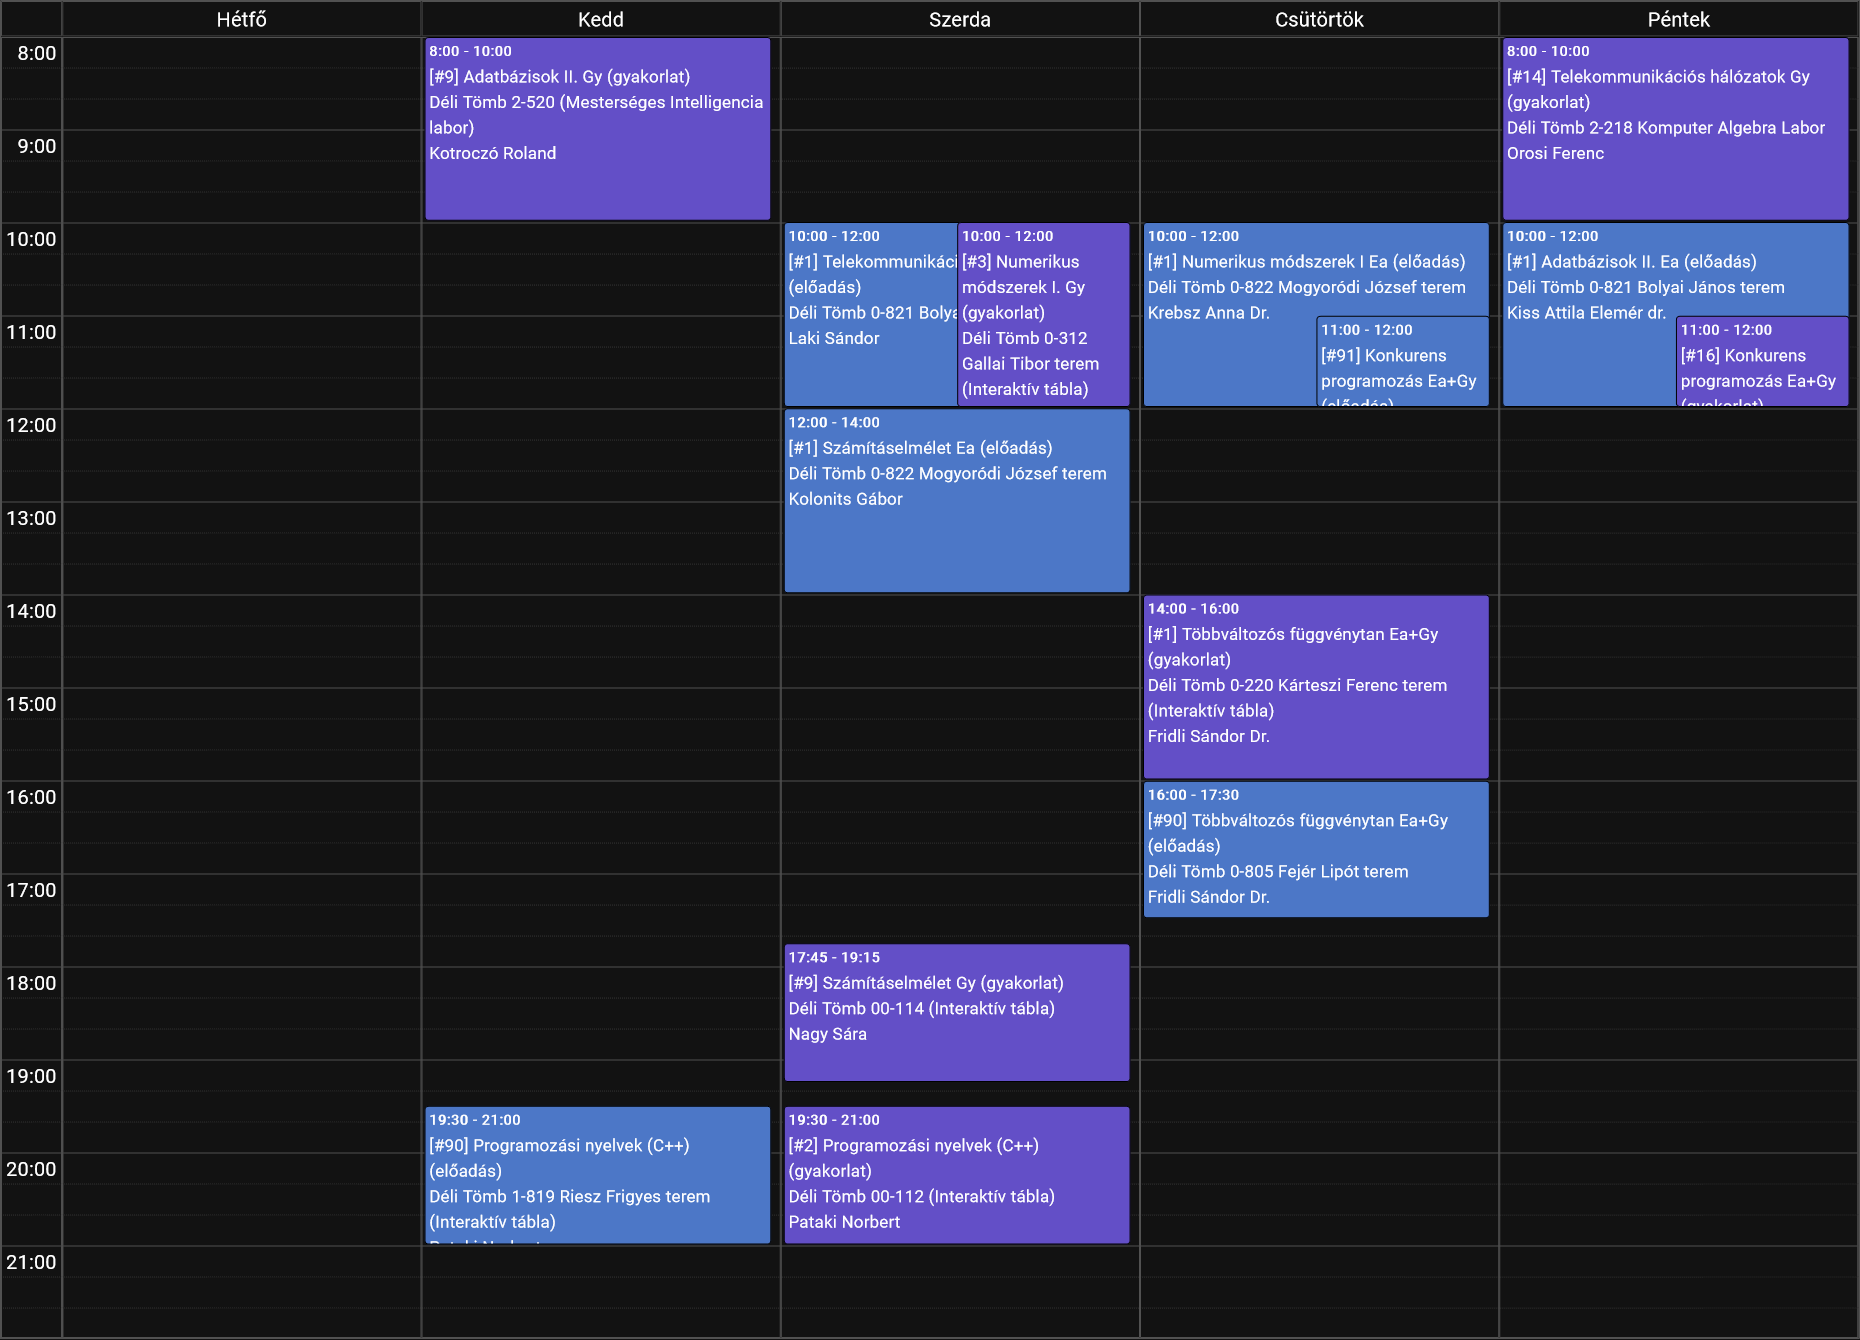 Hétfő
Kedd
Szerda
Csütörtök
Péntek
8:00
9:00
10:00
11:00
12:00
13:00
14:00
15:00
16:00
17:00
18:00
19:00
20:00
21:00
8:00 - 10:00
[#9] Adatbázisok II. Gy (gyakorlat)
Déli Tömb 2-520 (Mesterséges Intelligencia
labor)
Kotroczó Roland
19:30 - 21:00
[#90] Programozási nyelvek (C++)
(előadás)
Déli Tömb 1-819 Riesz Frigyes terem
(Interaktív tábla)
10:00 - 12:00
[#1] Telekommunikáci
(előadás)
Déli Tömb 0-821 Bolya
Laki Sándor
10:00 - 12:00
[#3] Numerikus
módszerek I. Gy
(gyakorlat)
Déli Tömb 0-312
Gallai Tibor terem
(Interaktív tábla)
12:00 - 14:00
[#1] Számításelmélet Ea (előadás)
Déli Tömb 0-822 Mogyoródi József terem
Kolonits Gábor
17:45 - 19:15
[#9] Számításelmélet Gy (gyakorlat)
Déli Tömb 00-114 (Interaktív tábla)
Nagy Sára
19:30 - 21:00
[#2] Programozási nyelvek (C++)
(gyakorlat)
Déli Tömb 00-112 (Interaktív tábla)
Pataki Norbert
10:00 - 12:00
[#1] Numerikus módszerek I Ea (előadás)
Déli Tömb 0-822 Mogyoródi József terem
Krebsz Anna Dr.
11:00 - 12:00
[#91] Konkurens
programozás Ea+Gy
(előadás)
14:00 - 16:00
[#1] Többváltozós függvénytan Ea+Gy
(gyakorlat)
Déli Tömb 0-220 Kárteszi Ferenc terem
(Interaktív tábla)
Fridli Sándor Dr.
16:00 - 17:30
[#90] Többváltozós függvénytan Ea+Gy
(előadás)
Déli Tömb 0-805 Fejér Lipót terem
Fridli Sándor Dr.
8:00 - 10:00
[#14] Telekommunikációs hálózatok Gy
(gyakorlat)
Déli Tömb 2-218 Komputer Algebra Labor
Orosi Ferenc
10:00 - 12:00
[#1] Adatbázisok II. Ea (előadás)
Déli Tömb 0-821 Bolyai János terem
Kiss Attila Elemér dr.
11:00 - 12:00
[#16] Konkurens
programozás Ea+Gy
(gyakorlat)